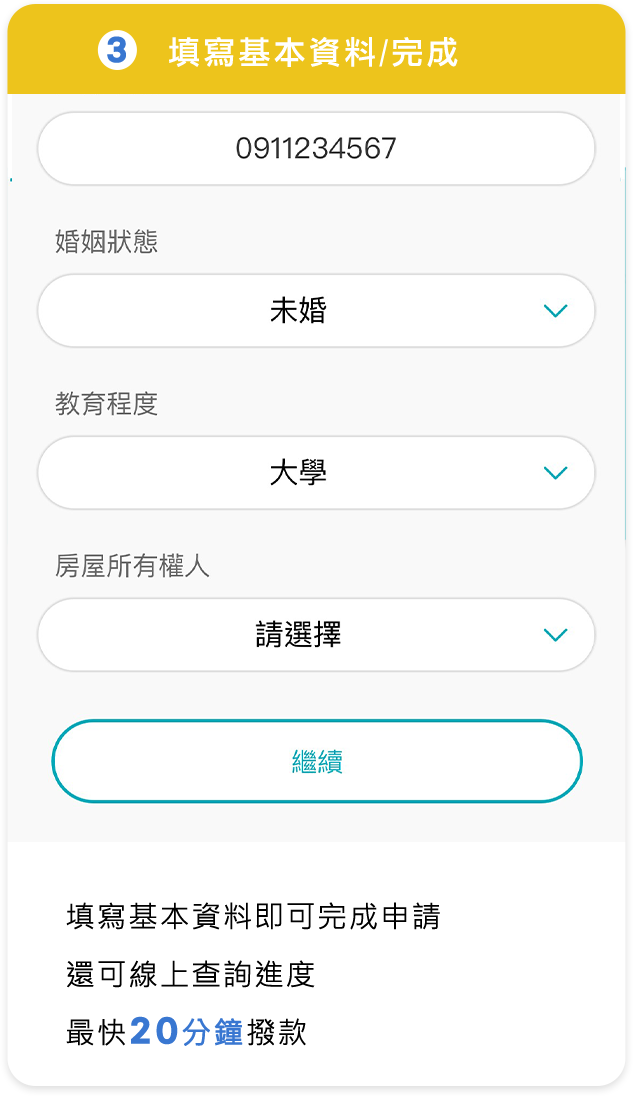 3 填寫基本資料/完成
0911234567
婚姻狀態
未婚
教育程度
大學
房屋所有權人
請選擇
繼續
填寫基本資料即可完成申請
還可線上查詢進度
最快20分鐘撥款